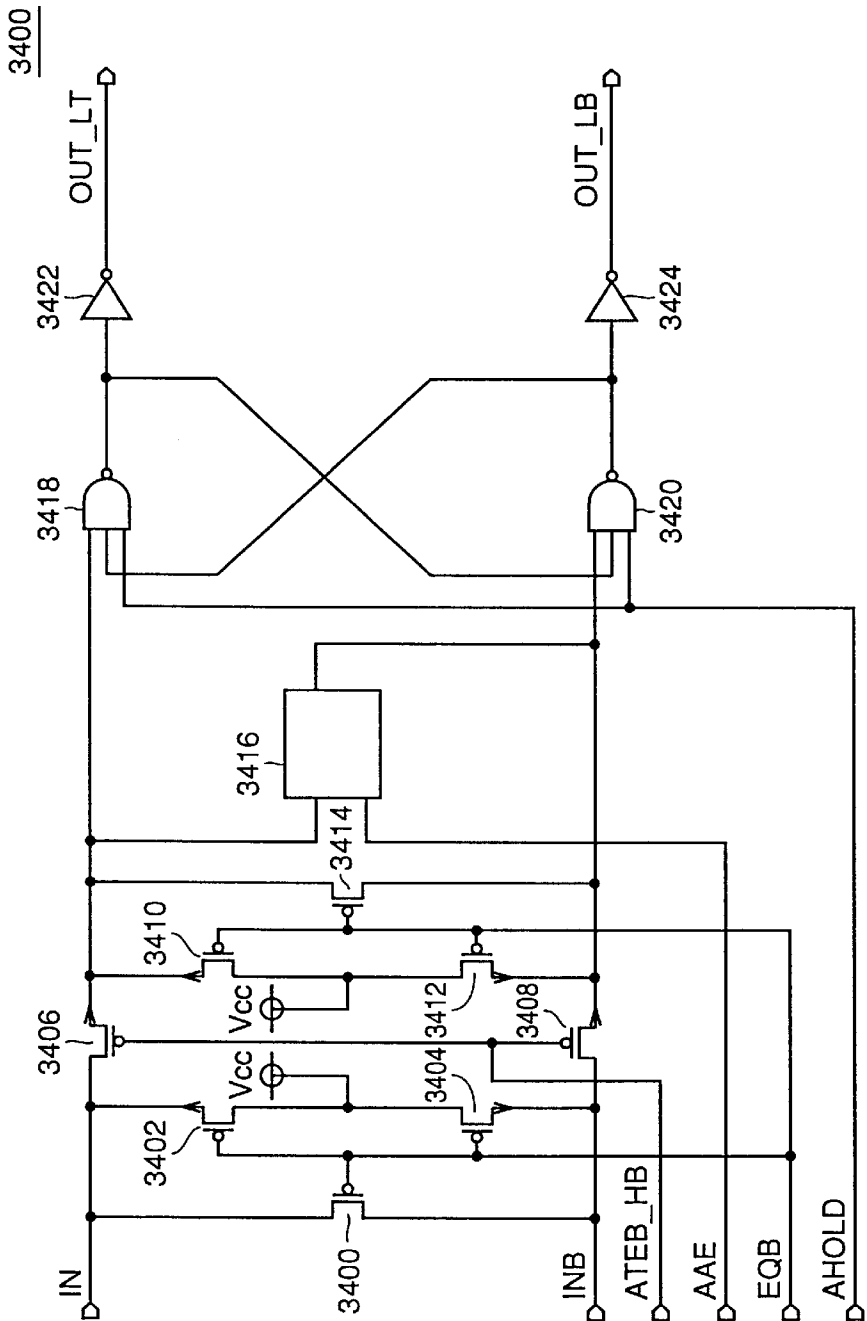 3400
OUT_LT
OUT_LB
3422
3424
3418
3420
3416
3414
3410
3412
Vcc
3406
3408
Vcc
3402
3404
3400
IN
INB
ATEB_HB
AAE
EQB
AHOLD